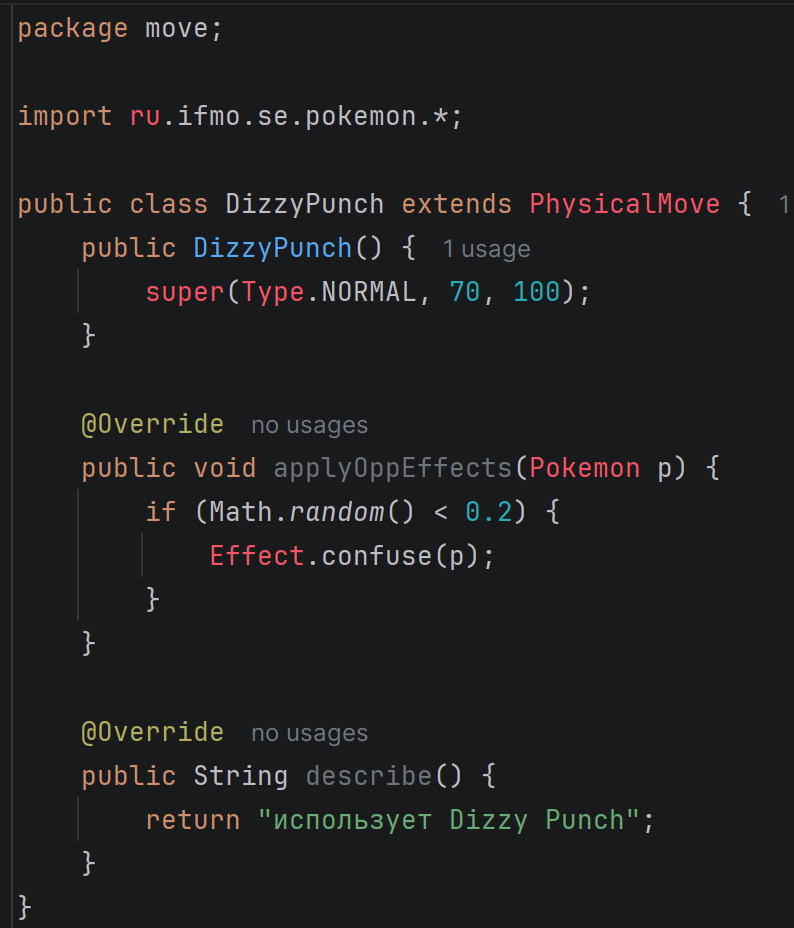 package move;
import ru.ifmo.se.pokemon.*;
public class DizzyPunch extends PhysicalMove { 1
public DizzyPunch() { 1 usage
super(Type.NORMAL, 70, 100);
}
@Override no usages
public void applyOppEffects(Pokemon p) {
if (Math.random() < 0.2) {
Effect.confuse(p);
}
}
@Override no usages
public String describe() {
return "использует Dizzy Punch";
}
}